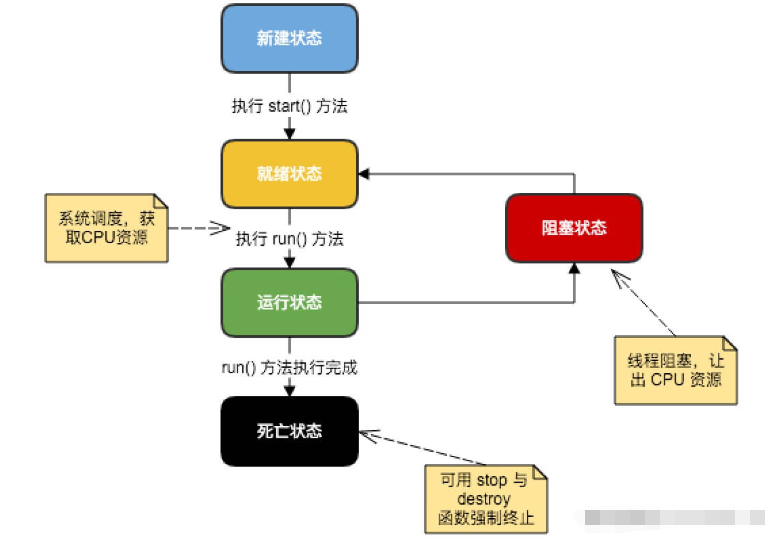 新建状态
执行 start() 方法
就绪状态
系统调度，获
取CPU资源
执行 run() 方法
阻塞状态
运行状态
线程阻塞，让
出 CPU 资源
run() 方法执行完成
死亡状态
可用 stop 与
destroy
函数强制终止